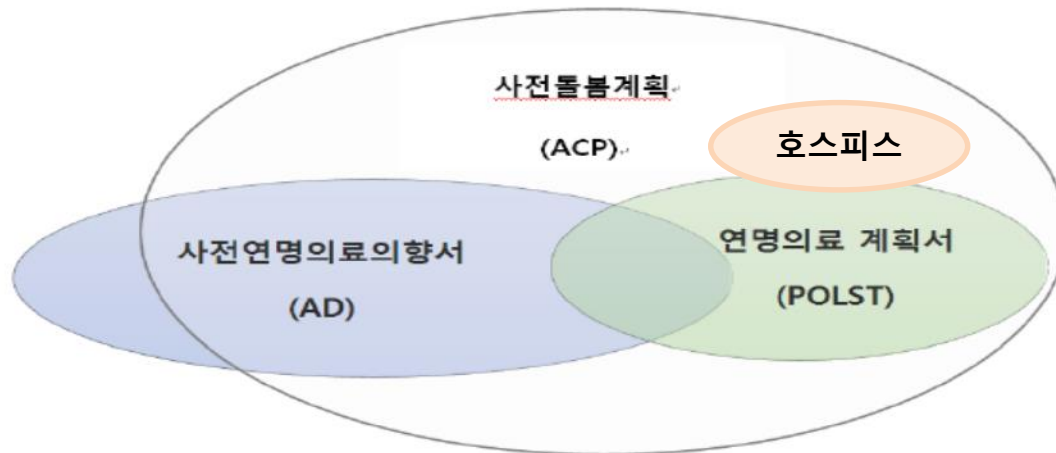 사전돌봄계획
(ACP)
호스피스
사전연명의료의향서
(AD)
연명의료 계획서
(POLST)